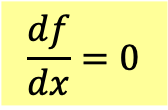 df/dx = 0